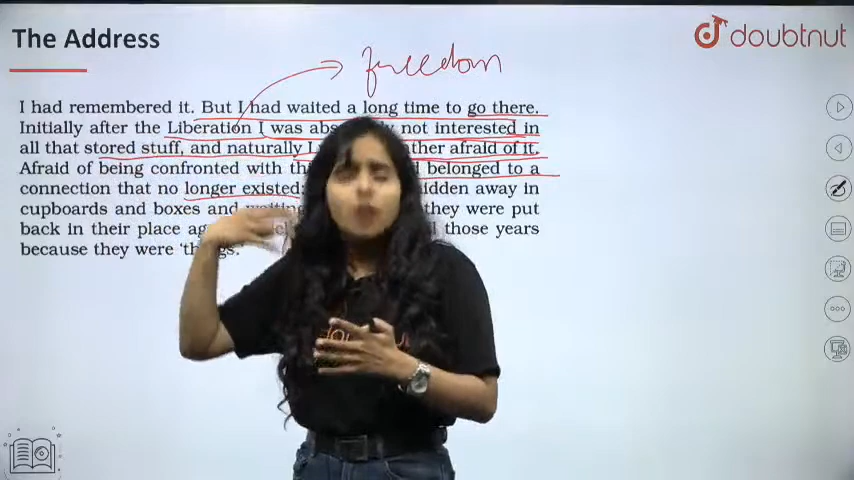 The Address
doubtnut
freedom
I had remembered it. But I had waited a long time to go there.
Initially after the Liberation I was not interested in
all that stored stuff, and naturally I afraid of it.
Afraid of being confronted with belonged to a
connection that no longer existed; hidden away in
cupboards and boxes and waiting they were put
back in their place those years
because they were